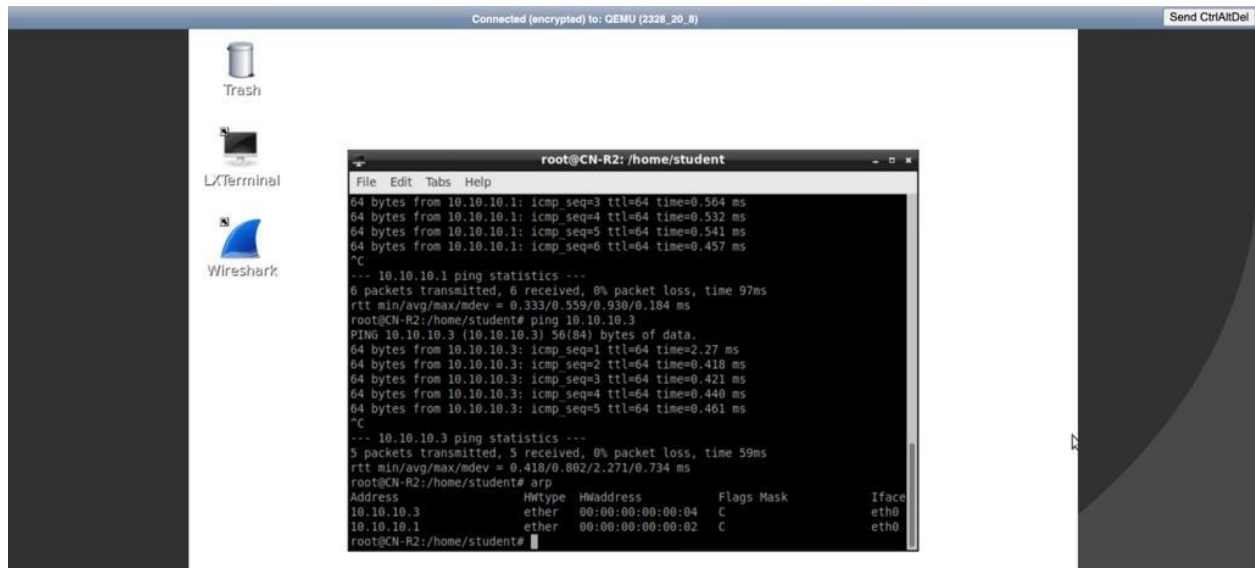 Connected (encrypted) to: QEMU (2328_20_8)
Send CtrlAltDel
Trash
LXTerminal
Wireshark
root@CN-R2: /home/student
File Edit Tabs Help
64 bytes from 10.10.10.1: icmp_seq=3 ttl=64 time=0.564 ms
64 bytes from 10.10.10.1: icmp_seq=4 ttl=64 time=0.532 ms
64 bytes from 10.10.10.1: icmp_seq=5 ttl=64 time=0.541 ms
64 bytes from 10.10.10.1: icmp_seq=6 ttl=64 time=0.457 ms
^C
--- 10.10.10.1 ping statistics ---
6 packets transmitted, 6 received, 0% packet loss, time 97ms
rtt min/avg/max/mdev = 0.333/0.559/0.930/0.184 ms
root@CN-R2:/home/student# ping 10.10.10.3
PING 10.10.10.3 (10.10.10.3) 56(84) bytes of data.
64 bytes from 10.10.10.3: icmp_seq=1 ttl=64 time=2.27 ms
64 bytes from 10.10.10.3: icmp_seq=2 ttl=64 time=0.418 ms
64 bytes from 10.10.10.3: icmp_seq=3 ttl=64 time=0.421 ms
64 bytes from 10.10.10.3: icmp_seq=4 ttl=64 time=0.440 ms
64 bytes from 10.10.10.3: icmp_seq=5 ttl=64 time=0.461 ms
^C
--- 10.10.10.3 ping statistics ---
5 packets transmitted, 5 received, 0% packet loss, time 59ms
rtt min/avg/max/mdev = 0.418/0.802/2.271/0.734 ms
root@CN-R2:/home/student# arp
Address HWtype HWaddress Flags Mask Iface
10.10.10.3 ether 00:00:00:00:00:04 C eth0
10.10.10.1 ether 00:00:00:00:00:02 C eth0
root@CN-R2:/home/student#